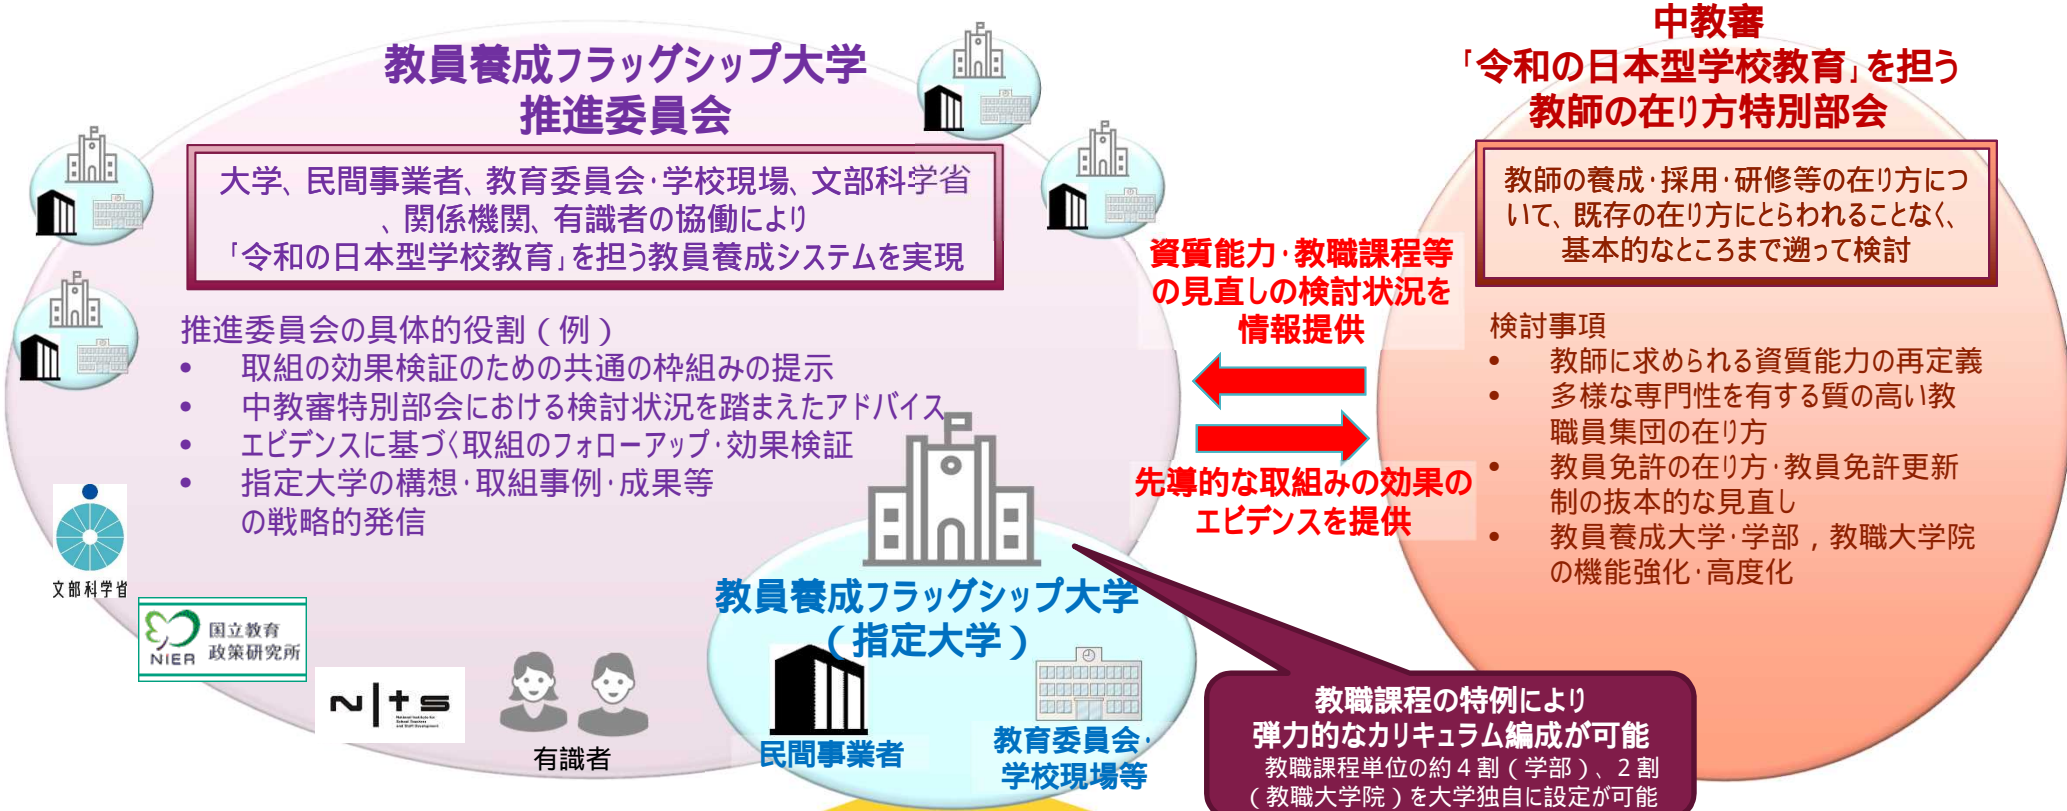 教員養成フラッグシップ大学
推進委員会
大学、民間事業者、教育委員会・学校現場、文部科学省
、関係機関、有識者の協働により
「令和の日本型学校教育」を担う教員養成システムを実現
推進委員会の具体的役割(例)
• 取組の効果検証のための共通の枠組みの提示
• 中教審特別部会における検討状況を踏まえたアドバイス
• エビデンスに基づく取組のフォローアップ・効果検証
• 指定大学の構想・取組事例・成果等
の戦略的発信
文部科学省
NIER
国立教育
政策研究所
NITS
National Institute for
School Teachers
and Staff Development
有識者
教員養成フラッグシップ大学
(指定大学)
民間事業者
教育委員会・
学校現場等
資質能力・教職課程等
の見直しの検討状況を
情報提供
先導的な取組みの効果の
エビデンスを提供
中教審
「令和の日本型学校教育」を担う
教師の在り方特別部会
教師の養成・採用・研修等の在り方につ
いて、既存の在り方にとらわれることなく、
基本的なところまで遡って検討
検討事項
• 教師に求められる資質能力の再定義
• 多様な専門性を有する質の高い教
職員集団の在り方
• 教員免許の在り方・教員免許更新
制の抜本的な見直し
• 教員養成大学・学部,教職大学院
の機能強化・高度化
教職課程の特例により
弾力的なカリキュラム編成が可能
教職課程単位の約4割(学部)、2割
(教職大学院)を大学独自に設定が可能